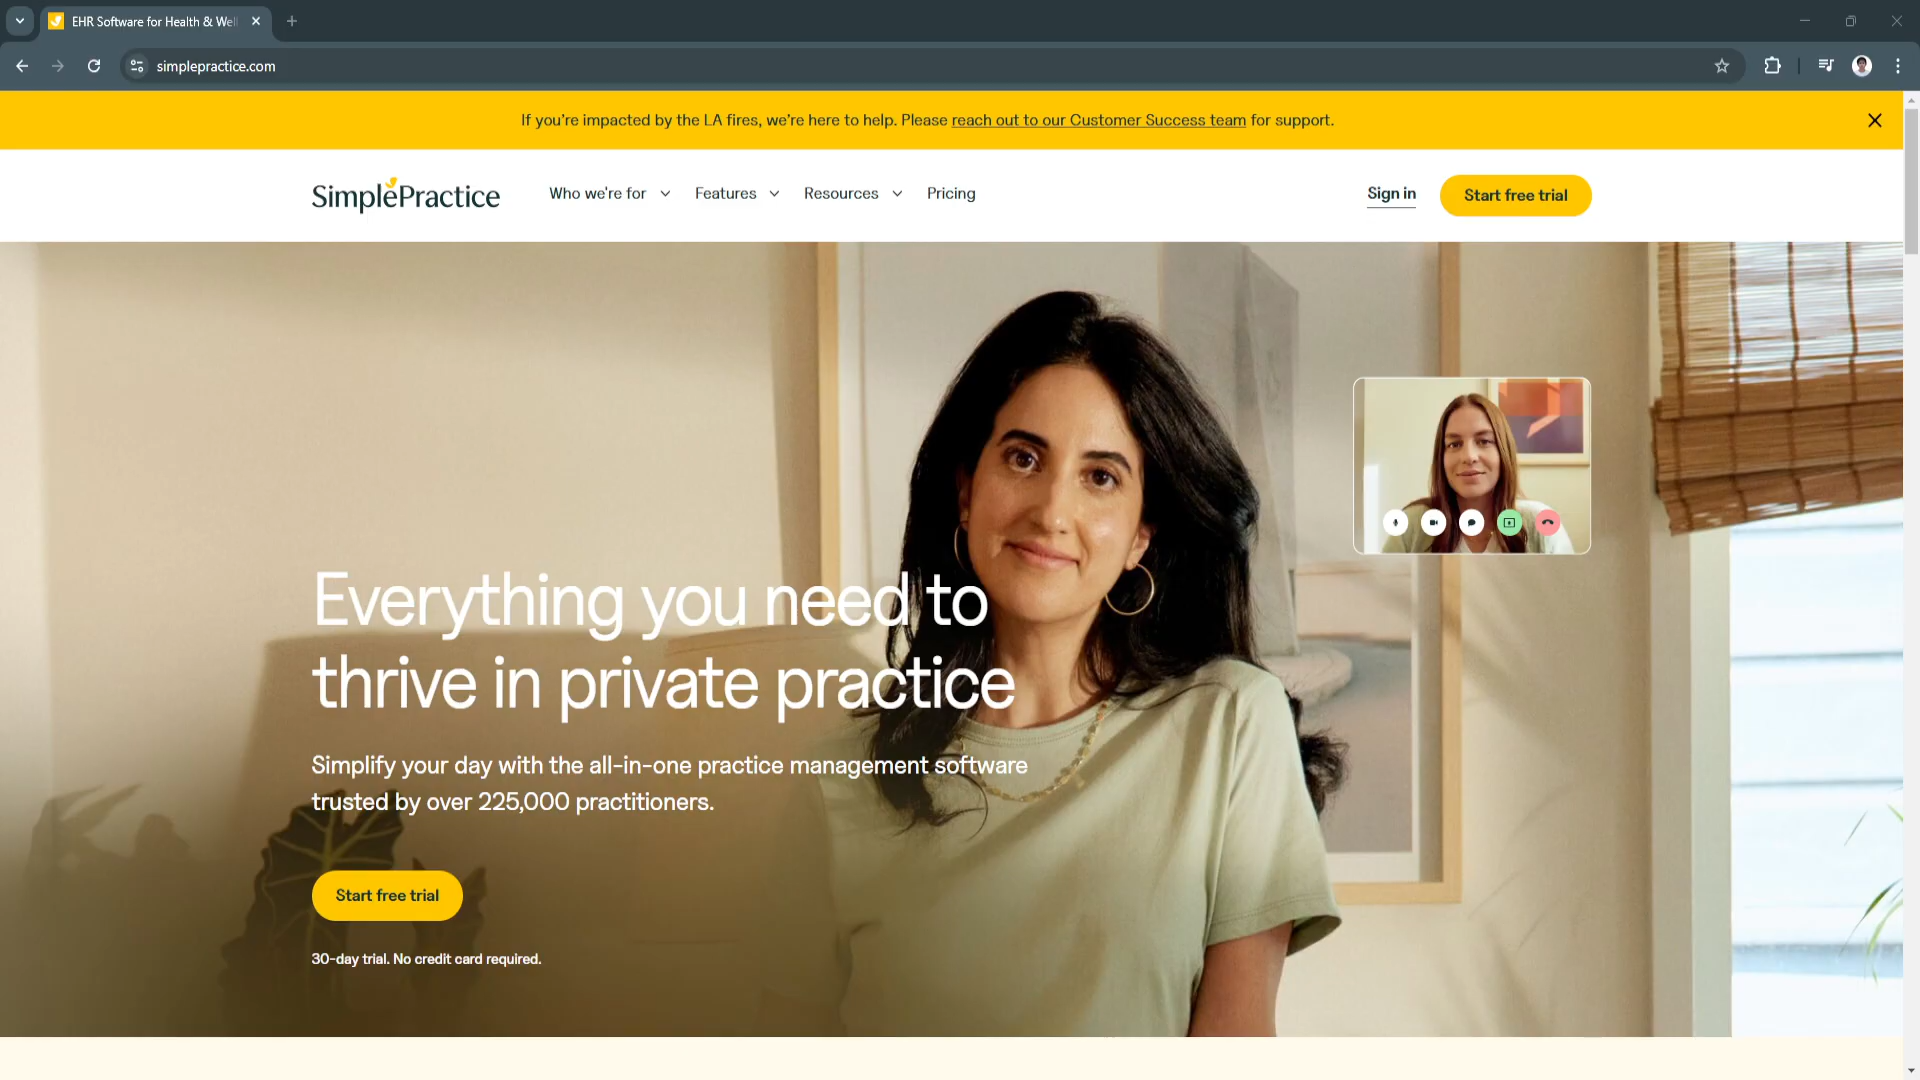 EHR Software for Health & Wel
simplepractice.com
If you're impacted by the LA fires, we're here to help. Please reach out to our Customer Success team for support.
SimplePractice
Who we're for
Features
Resources
Pricing
Sign in
Start free trial
Everything you need to
thrive in private practice
Simplify your day with the all-in-one practice management software
trusted by over 225,000 practitioners.
Start free trial
30-day trial. No credit card required.